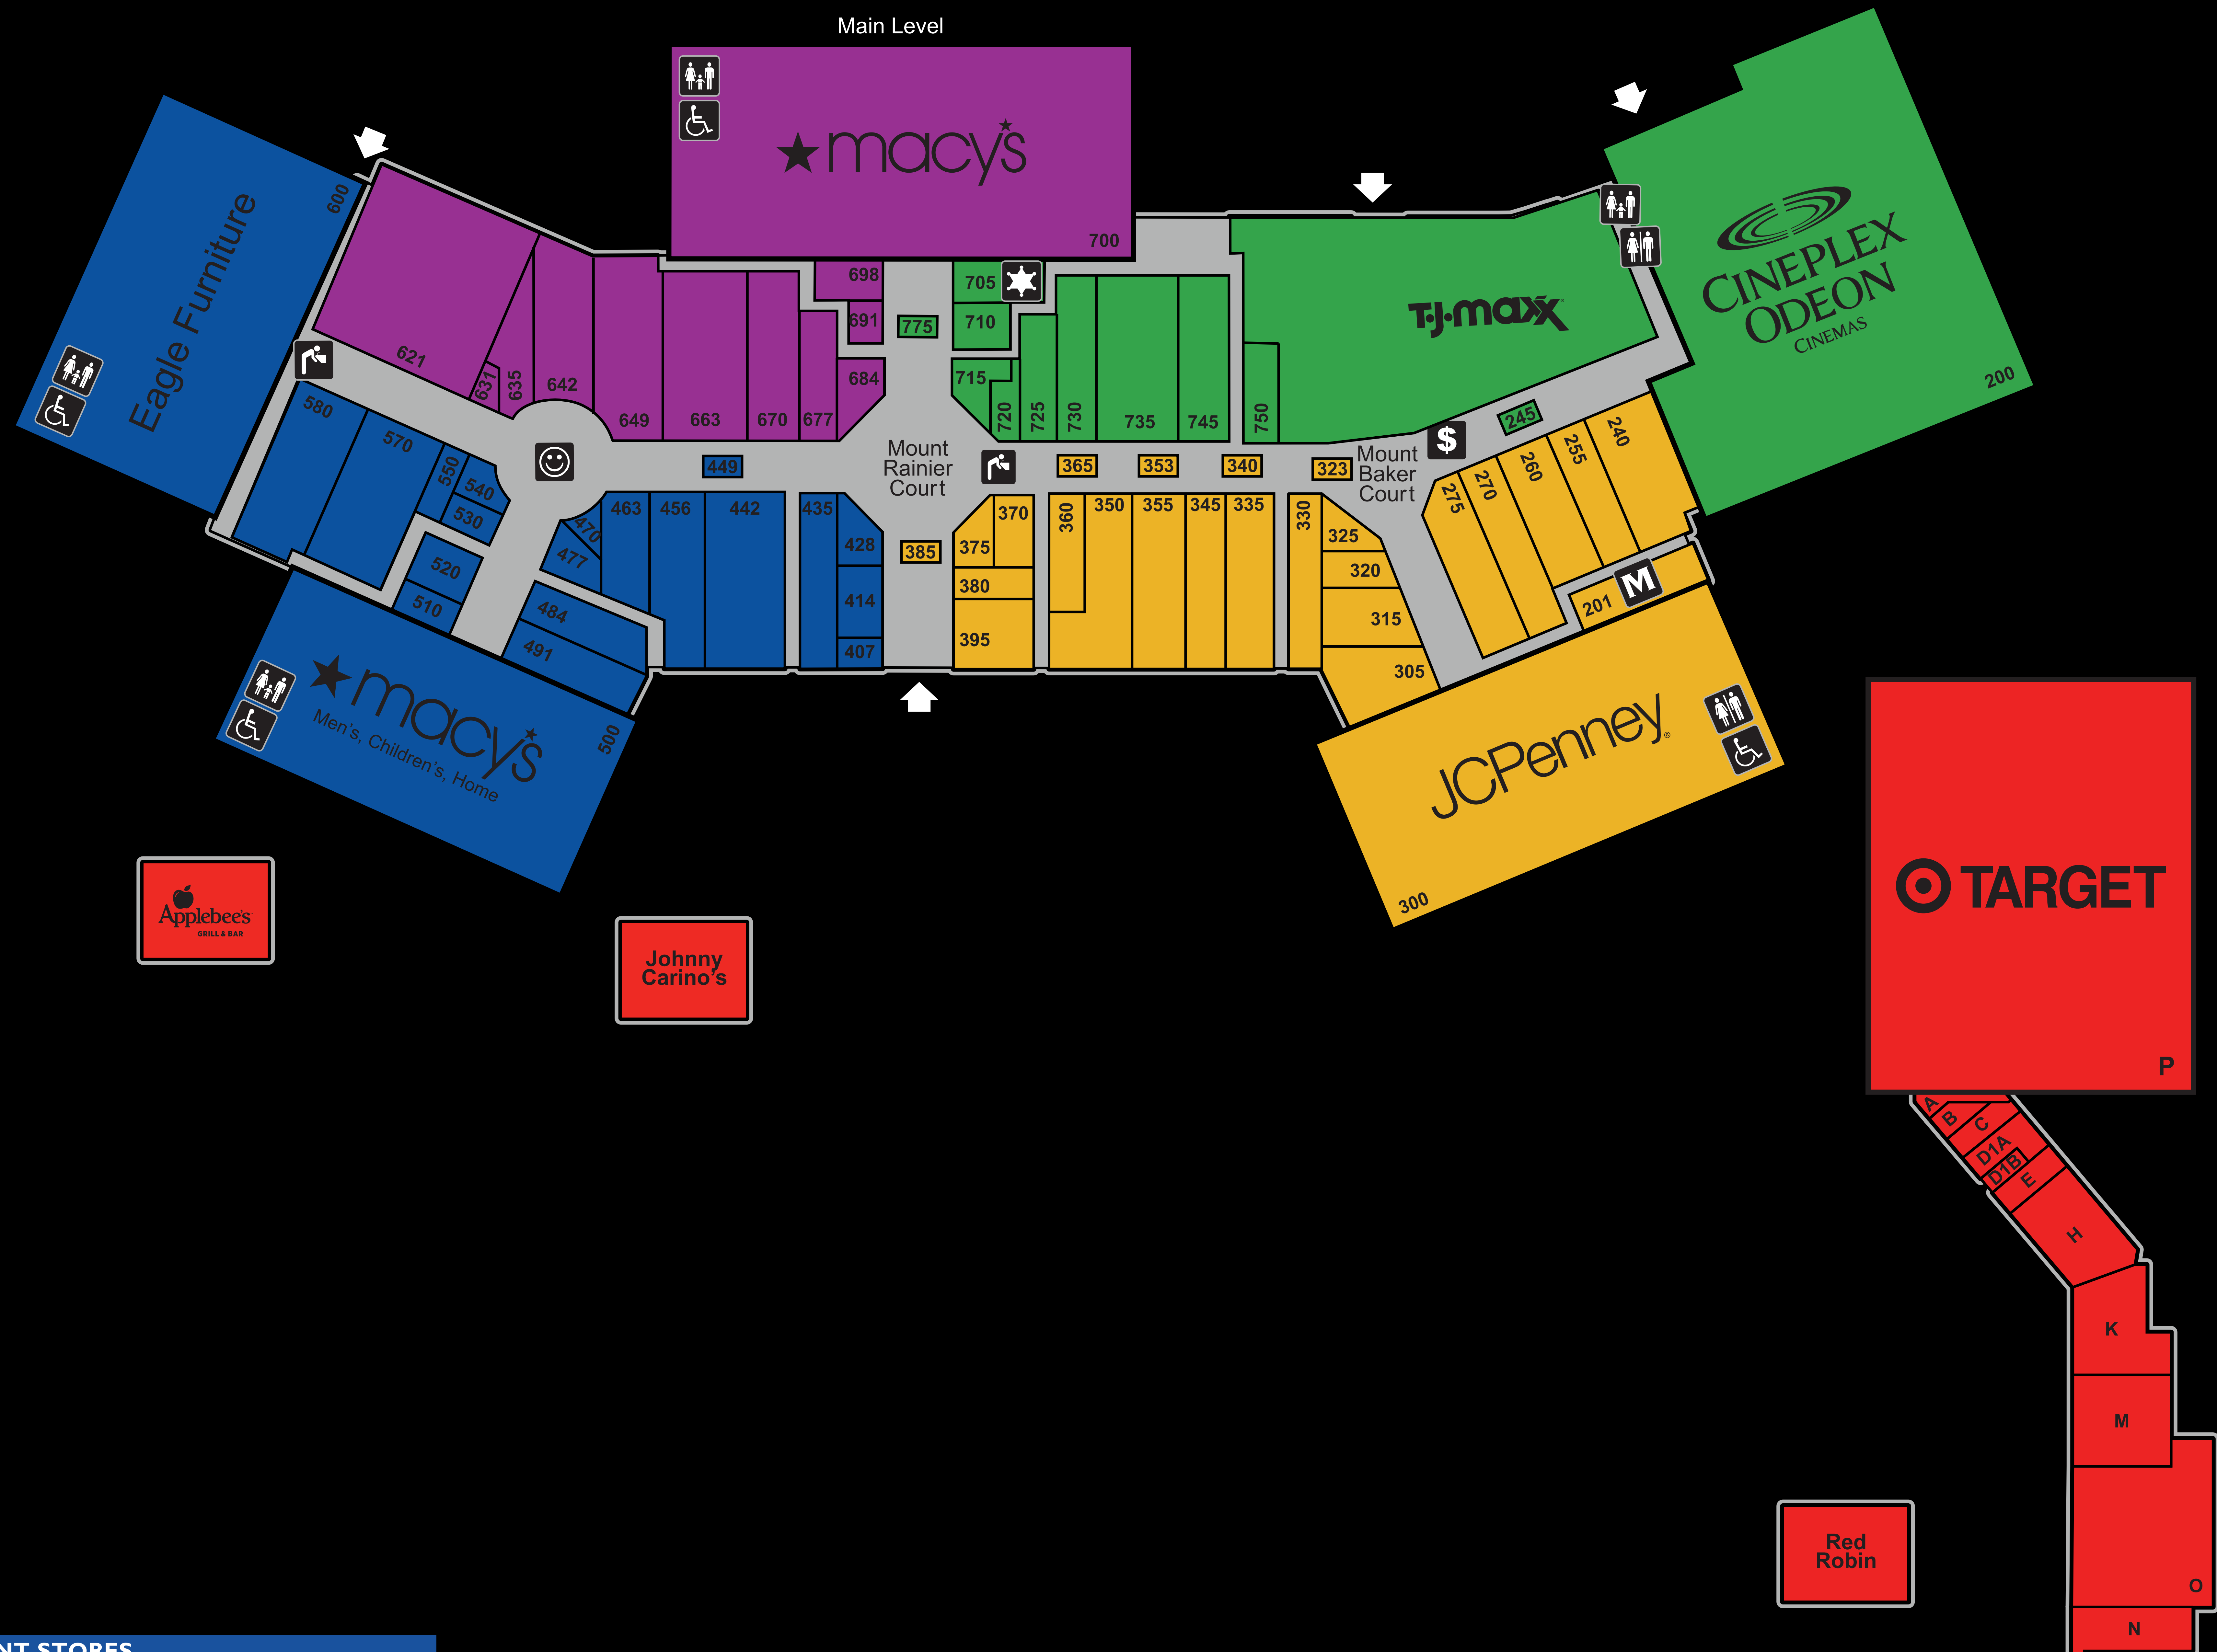 Main Level
macy's
700
Eagle Furniture
600
CINEPLEX
ODEON
CINEMAS
200
T.J.maxx
621
631
635
642
649
663
670
677
684
691
698
775
705
710
715
720
725
730
735
745
750
245
$
580
570
550
540
530
520
510
449
Mount
Rainier
Court
365
353
340
323
Mount
Baker
Court
470
477
463
456
442
435
428
414
407
484
491
385
375
370
380
395
360
350
355
345
335
330
325
320
315
305
275
270
260
255
240
201
M
macy's
Men's, Children's, Home
500
JCPenney®
300
Applebee's
GRILL & BAR
Johnny
Carino's
TARGET
P
A
B
C
D1A
D1B
E
H
K
M
O
N
Red
Robin
NT STORES